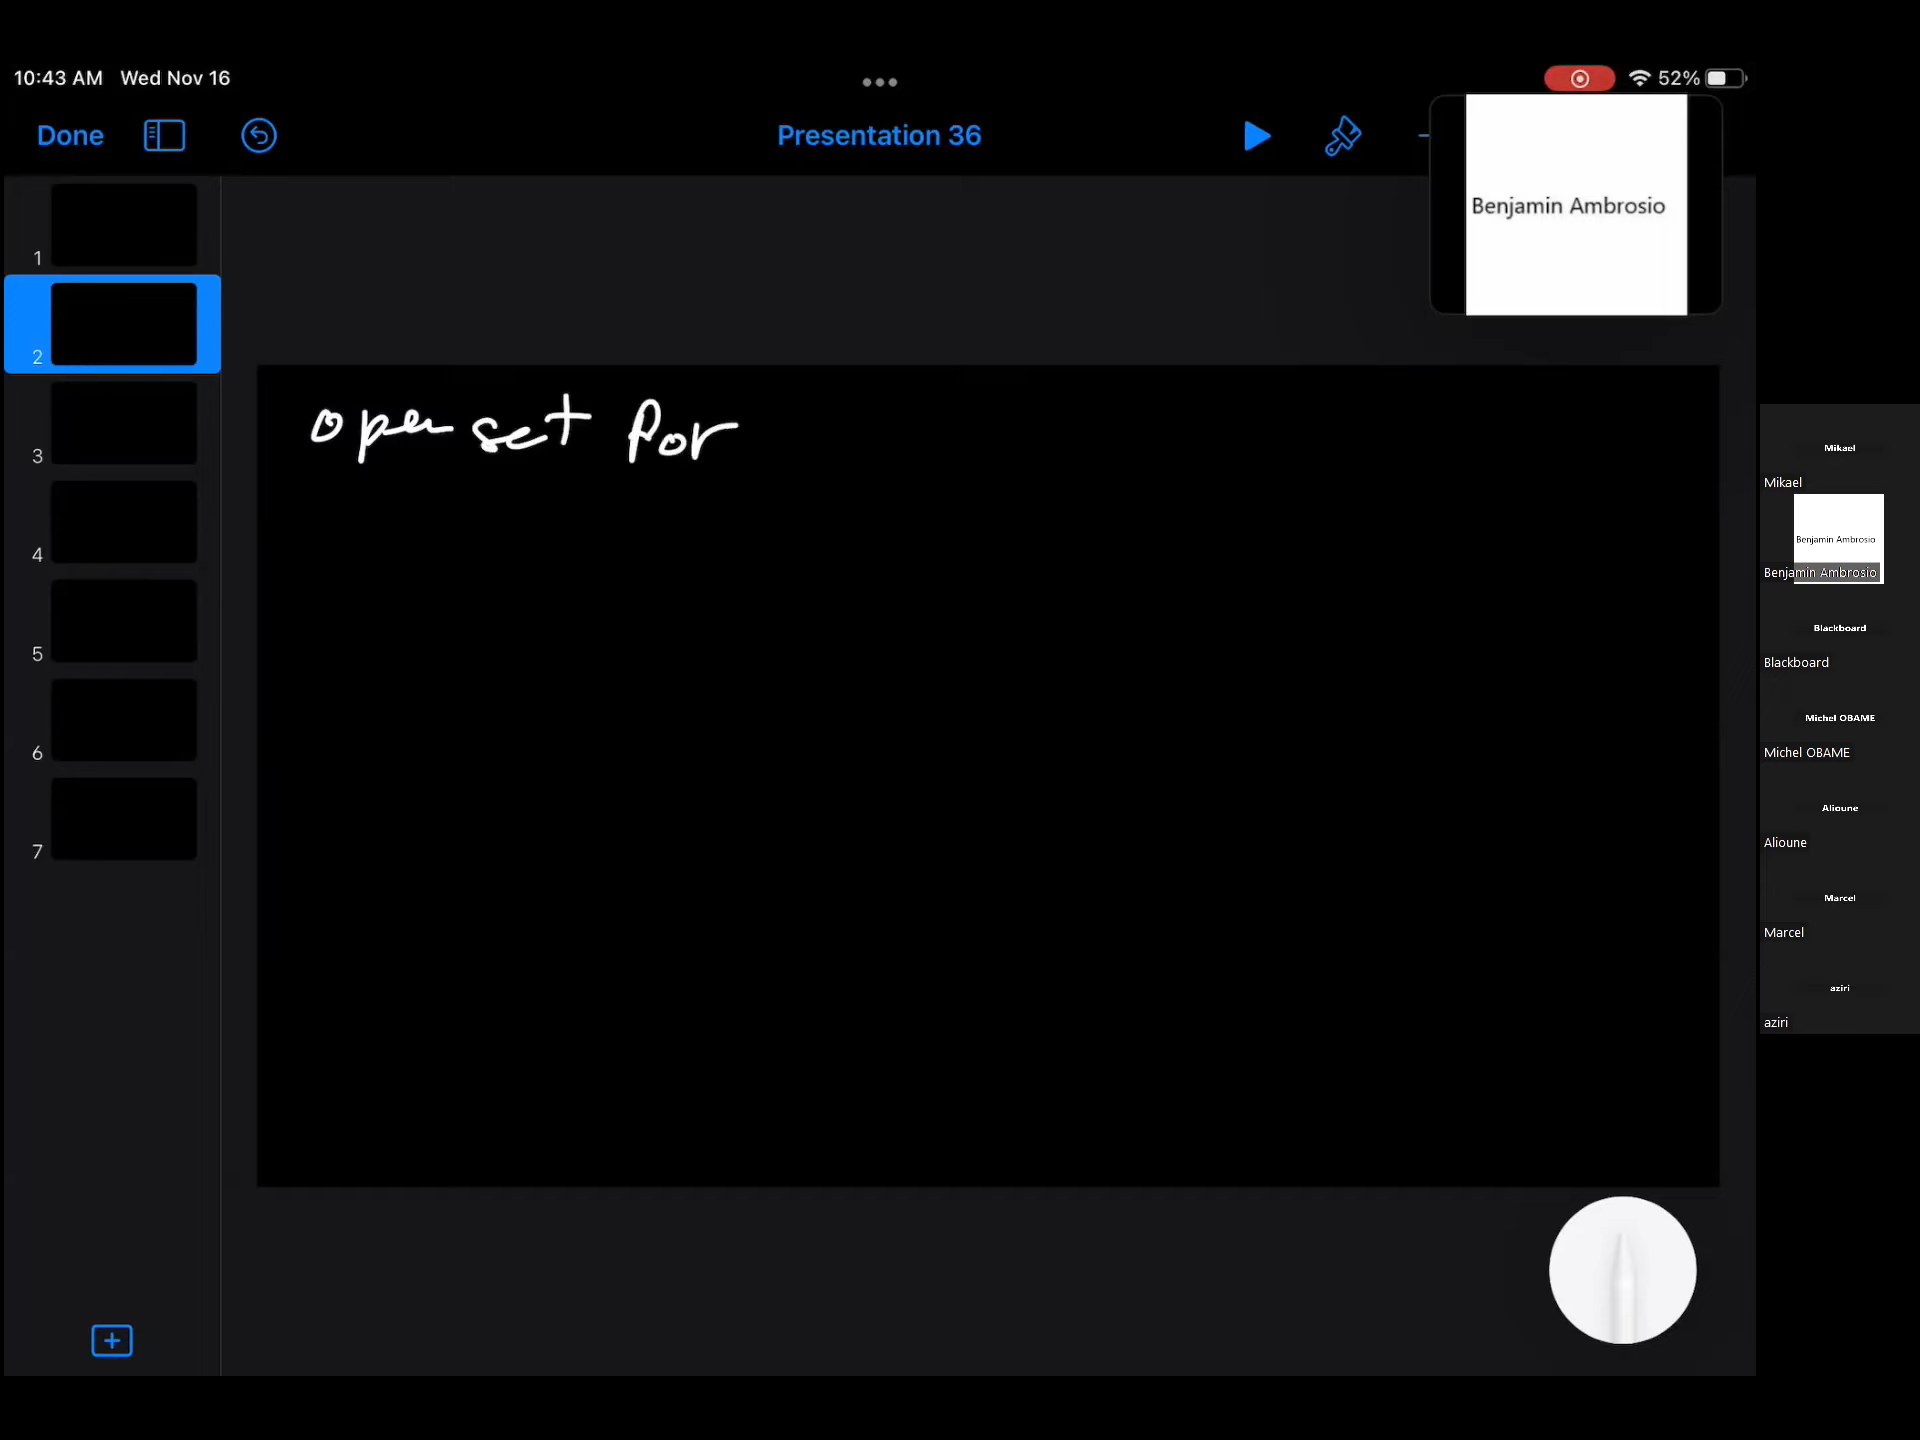 10:43 AM Wed Nov 16
52%
Done
Presentation 36
Benjamin Ambrosio
1
2
3
4
5
6
7
open set for
Mikael
Mikael
Benjamin Ambrosio
Benjamin Ambrosio
Blackboard
Blackboard
Michel OBAME
Michel OBAME
Alioune
Alioune
Marcel
Marcel
aziri
aziri